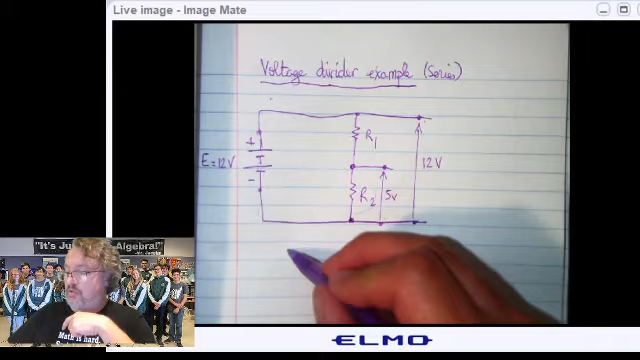 Live image - Image Mate
Voltage divider example (Series)
+
R1
E = 12V
12V
-
R2
5v
"It's Just Algebra!"
Math is hard.
ELMO